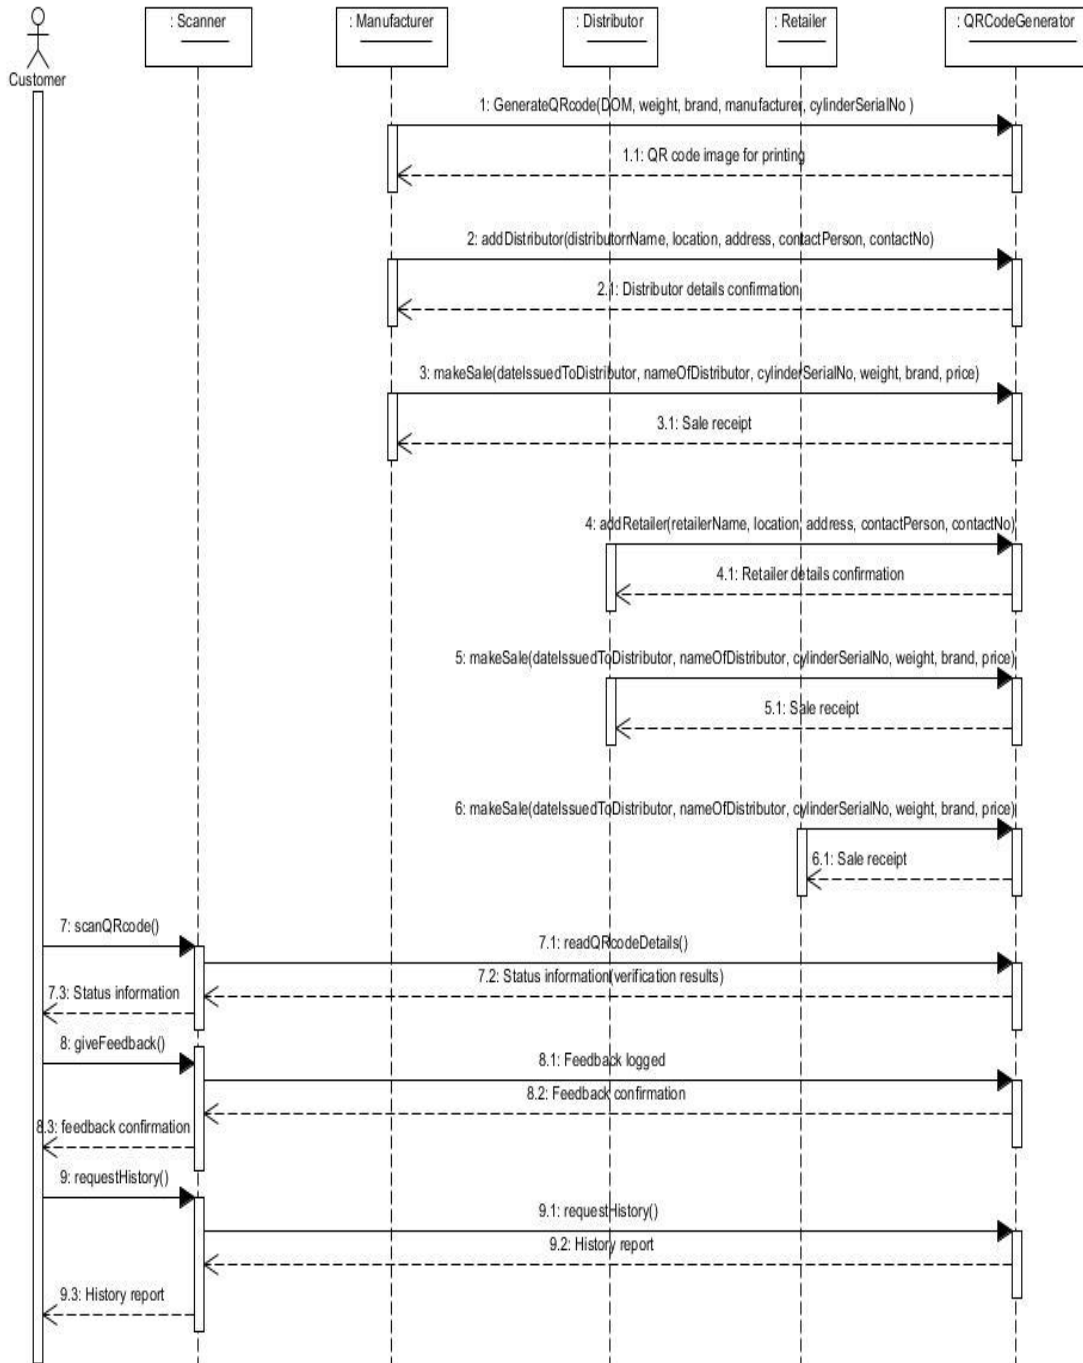 : Scanner
: Manufacturer
: Distributor
: Retailer
: QRCodeGenerator
Customer
1: GenerateQRcode(DOM, weight, brand, manufacturer, cylinderSerialNo )
1.1: QR code image for printing
2: addDistributor(distributorrName, location, address, contactPerson, contactNo)
2.1: Distributor details confirmation
3: makeSale(dateIssuedToDistributor, nameOfDistributor, cylinderSerialNo, weight, brand, price)
3.1: Sale receipt
4: addRetailer(retailerName, location, address, contactPerson, contactNo)
4.1: Retailer details confirmation
5: makeSale(dateIssuedToDistributor, nameOfDistributor, cylinderSerialNo, weight, brand, price)
5.1: Sale receipt
6: makeSale(dateIssuedToDistributor, nameOfDistributor, cylinderSerialNo, weight, brand, price)
6.1: Sale receipt
7: scanQRcode()
7.1: readQRcodeDetails()
7.2: Status information(verification results)
7.3: Status information
8: giveFeedback()
8.1: Feedback logged
8.2: Feedback confirmation
8.3: feedback confirmation
9: requestHistory()
9.1: requestHistory()
9.2: History report
9.3: History report